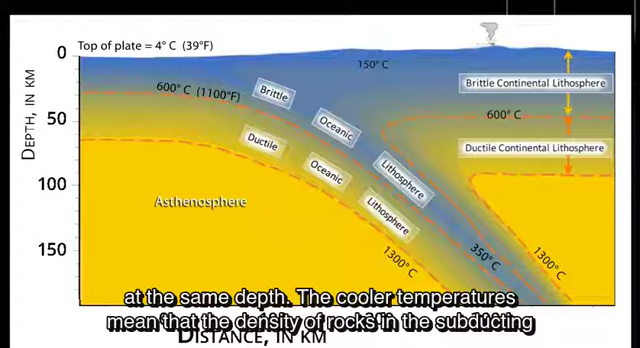 Top of plate = 4° C (39°F)
0
150° C
600° C (1100°F)
Brittle
Oceanic
Lithosphere
Brittle Continental Lithosphere
600° C
Ductile Continental Lithosphere
50
Ductile
Oceanic
Lithosphere
100
Asthenosphere
150
350° C
1300° C
1300° C
DEPTH, IN KM
at the same depth. The cooler temperatures
mean that the density of rocks in the subducting
DISTANCE, IN KM